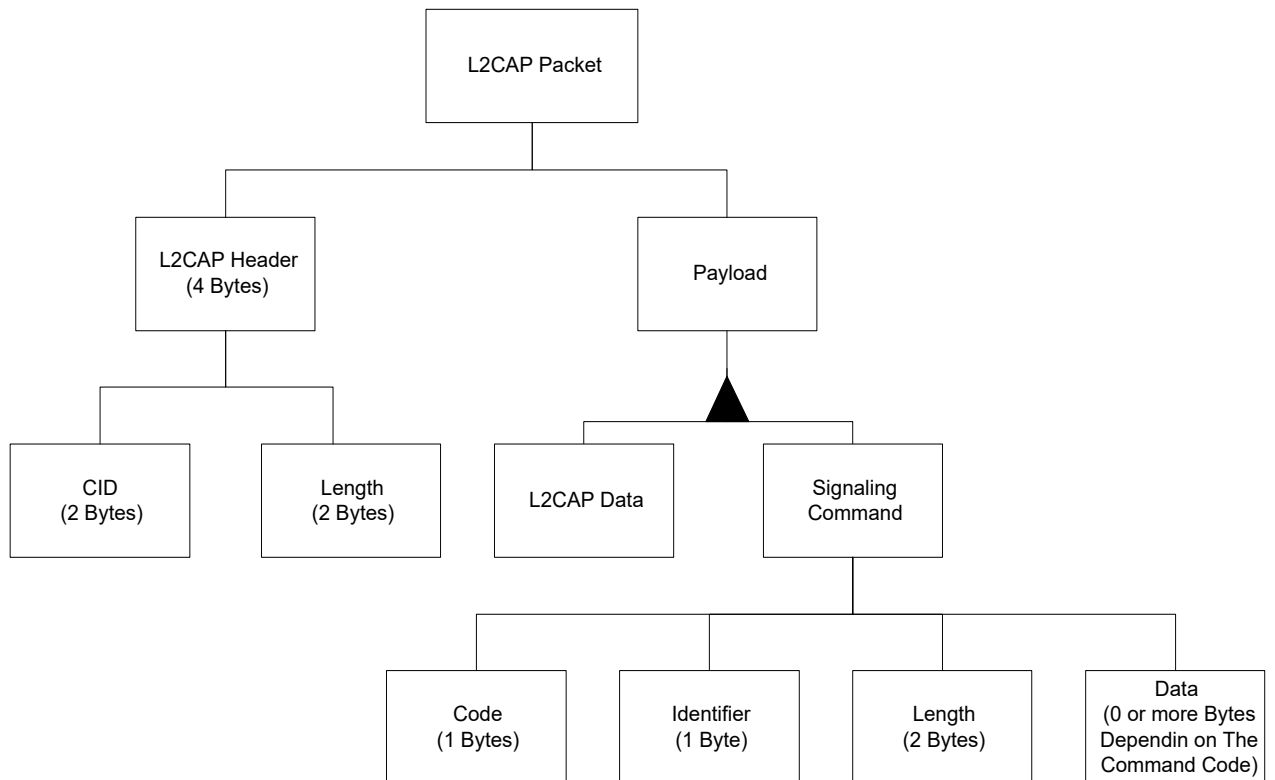 L2CAP Packet
L2CAP Header
(4 Bytes)
Payload
CID
(2 Bytes)
Length
(2 Bytes)
L2CAP Data
Signaling
Command
Code
(1 Bytes)
Identifier
(1 Byte)
Length
(2 Bytes)
Data
(0 or more Bytes
Dependin on The
Command Code)